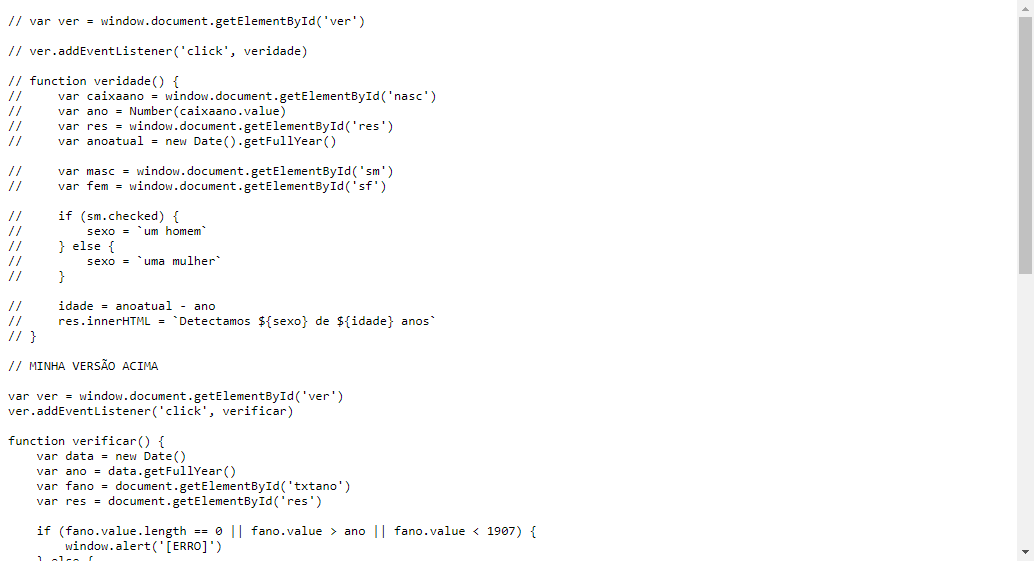 // var ver = window.document.getElementById('ver')
// ver.addEventListener('click', veridade)
// function veridade() {
//     var caixaano = window.document.getElementById('nasc')
//     var ano = Number(caixaano.value)
//     var res = window.document.getElementById('res')
//     var anoatual = new Date().getFullYear()
//     var masc = window.document.getElementById('sm')
//     var fem = window.document.getElementById('sf')
//     if (sm.checked) {
//         sexo = `um homem`
//     } else {
//         sexo = `uma mulher`
//     }
//     idade = anoatual - ano
//     res.innerHTML = `Detectamos ${sexo} de ${idade} anos`
// }
// MINHA VERSÃO ACIMA
var ver = window.document.getElementById('ver')
ver.addEventListener('click', verificar)
function verificar() {
    var data = new Date()
    var ano = data.getFullYear()
    var fano = document.getElementById('txtano')
    var res = document.getElementById('res')
    if (fano.value.length == 0 || fano.value > ano || fano.value < 1907) {
        window.alert('[ERRO]')
    } else {